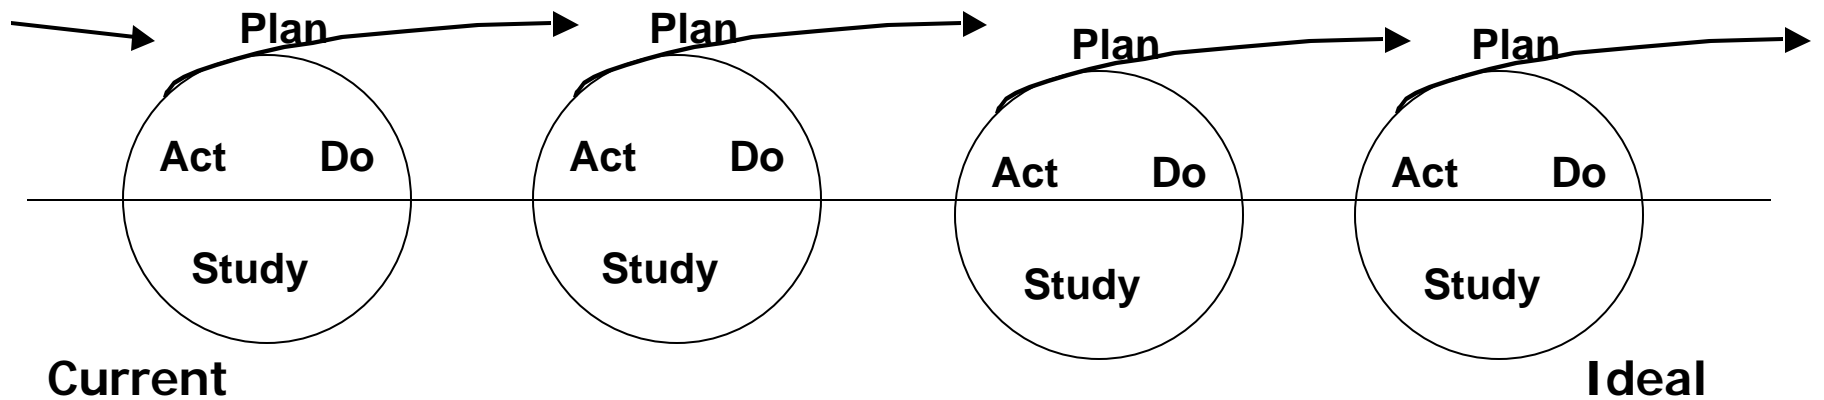 Plan Plan Plan Plan
Act Do Act Do Act Do Act Do
Study Study Study Study
Current Ideal